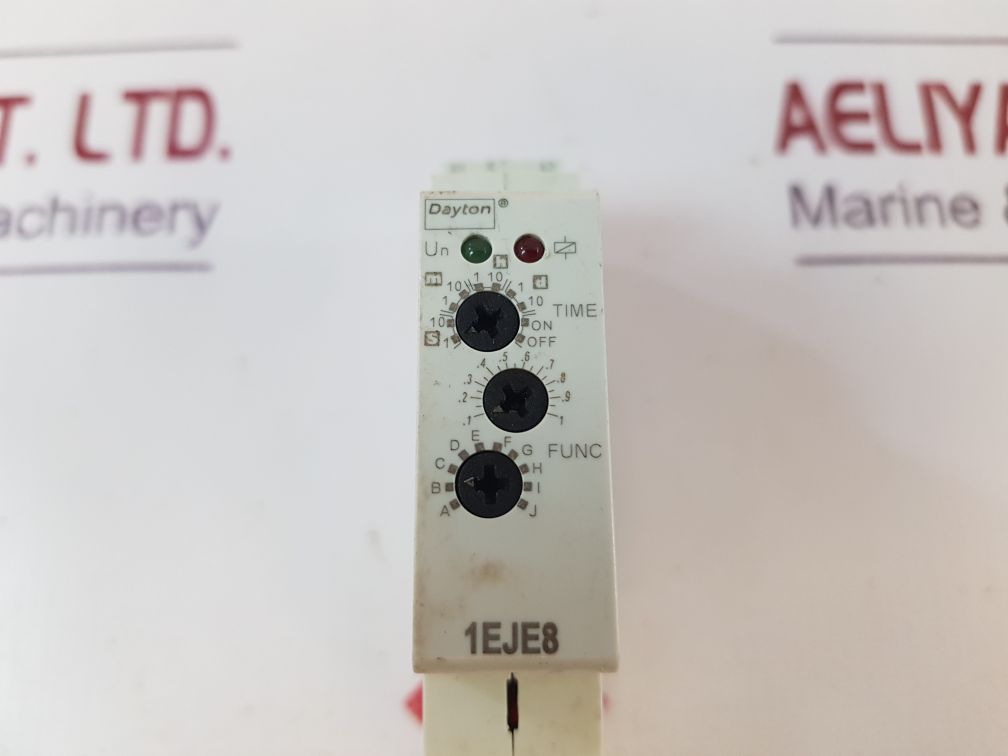 T. LTD.
AELIYA
achinery
Marine &
Dayton ®
Un
m h d
10 1 10 1
1 10
TIME
10 ON
S 1 OFF
.4 .5 .6 .7
.3 .8
.2 .9
.1 1
D E F G
FUNC
C H
B I
A J
1EJE8